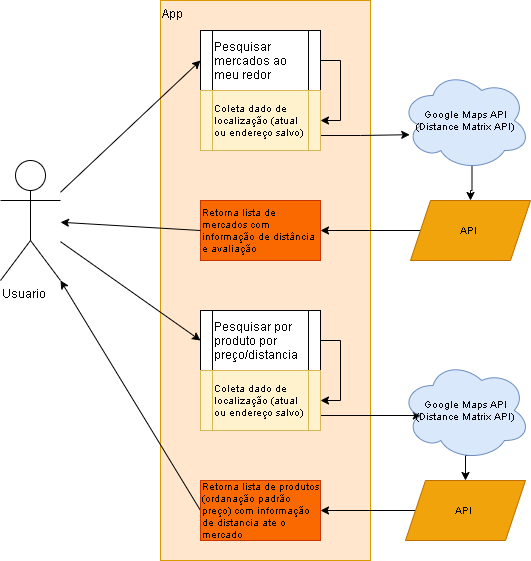 App
Pesquisar
mercados ao
meu redor
Coleta dado de
localização (atual
ou endereço salvo)
Google Maps API
(Distance Matrix API)
Retorna lista de
mercados com
informação de distância
e avaliação
API
Usuario
Pesquisar por
produto por
preço/distancia
Coleta dado de
localização (atual
ou endereço salvo)
Google Maps API
(Distance Matrix API)
Retorna lista de produtos
(ordanação padrão
preço) com informação
de distancia ate o
mercado
API